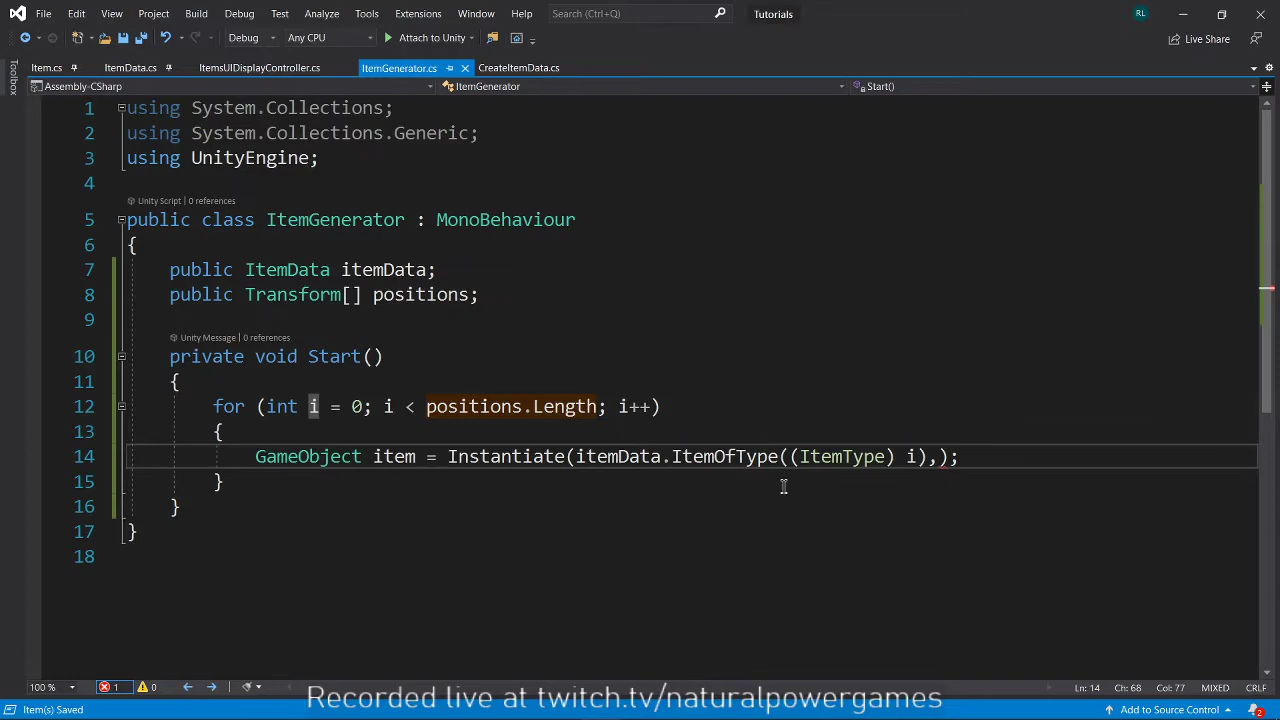 File Edit View Project Build Debug Test Analyze Tools Extensions Window Help Search (Ctrl+Q) Tutorials RL
Debug Any CPU Attach to Unity Live Share
Toolbox
Item.cs ItemData.cs ItemsUIDisplayController.cs ItemGenerator.cs CreateItemData.cs
Assembly-CSharp ItemGenerator Start()
1 using System.Collections;
2 using System.Collections.Generic;
3 using UnityEngine;
4
Unity Script | 0 references
5 public class ItemGenerator : MonoBehaviour
6 {
7 public ItemData itemData;
8 public Transform[] positions;
9
Unity Message | 0 references
10 private void Start()
11 {
12 for (int i = 0; i < positions.Length; i++)
13 {
14 GameObject item = Instantiate(itemData.ItemOfType((ItemType) i),);
15 }
16 }
17 }
18
100 % 1 0 Ln: 14 Ch: 68 Col: 77 MIXED CRLF
Recorded live at twitch.tv/naturalpowergames
Item(s) Saved Add to Source Control 2